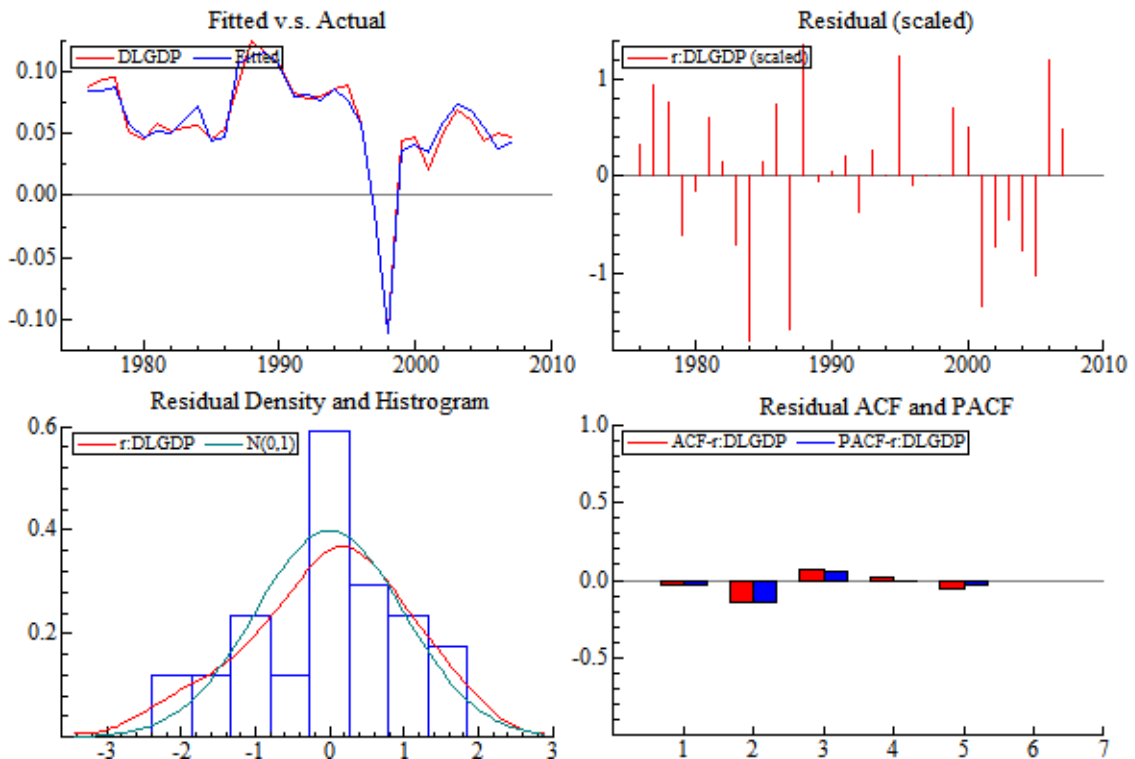 Fitted v.s. Actual
DLGDP Fitted
0.10
0.05
0.00
-0.05
-0.10
1980 1990 2000 2010
Residual (scaled)
r:DLGDP (scaled)
1
0
-1
1980 1990 2000 2010
Residual Density and Histrogram
r:DLGDP N(0,1)
0.6
0.4
0.2
-3 -2 -1 0 1 2 3
Residual ACF and PACF
ACF-r:DLGDP PACF-r:DLGDP
1.0
0.5
0.0
-0.5
1 2 3 4 5 6 7